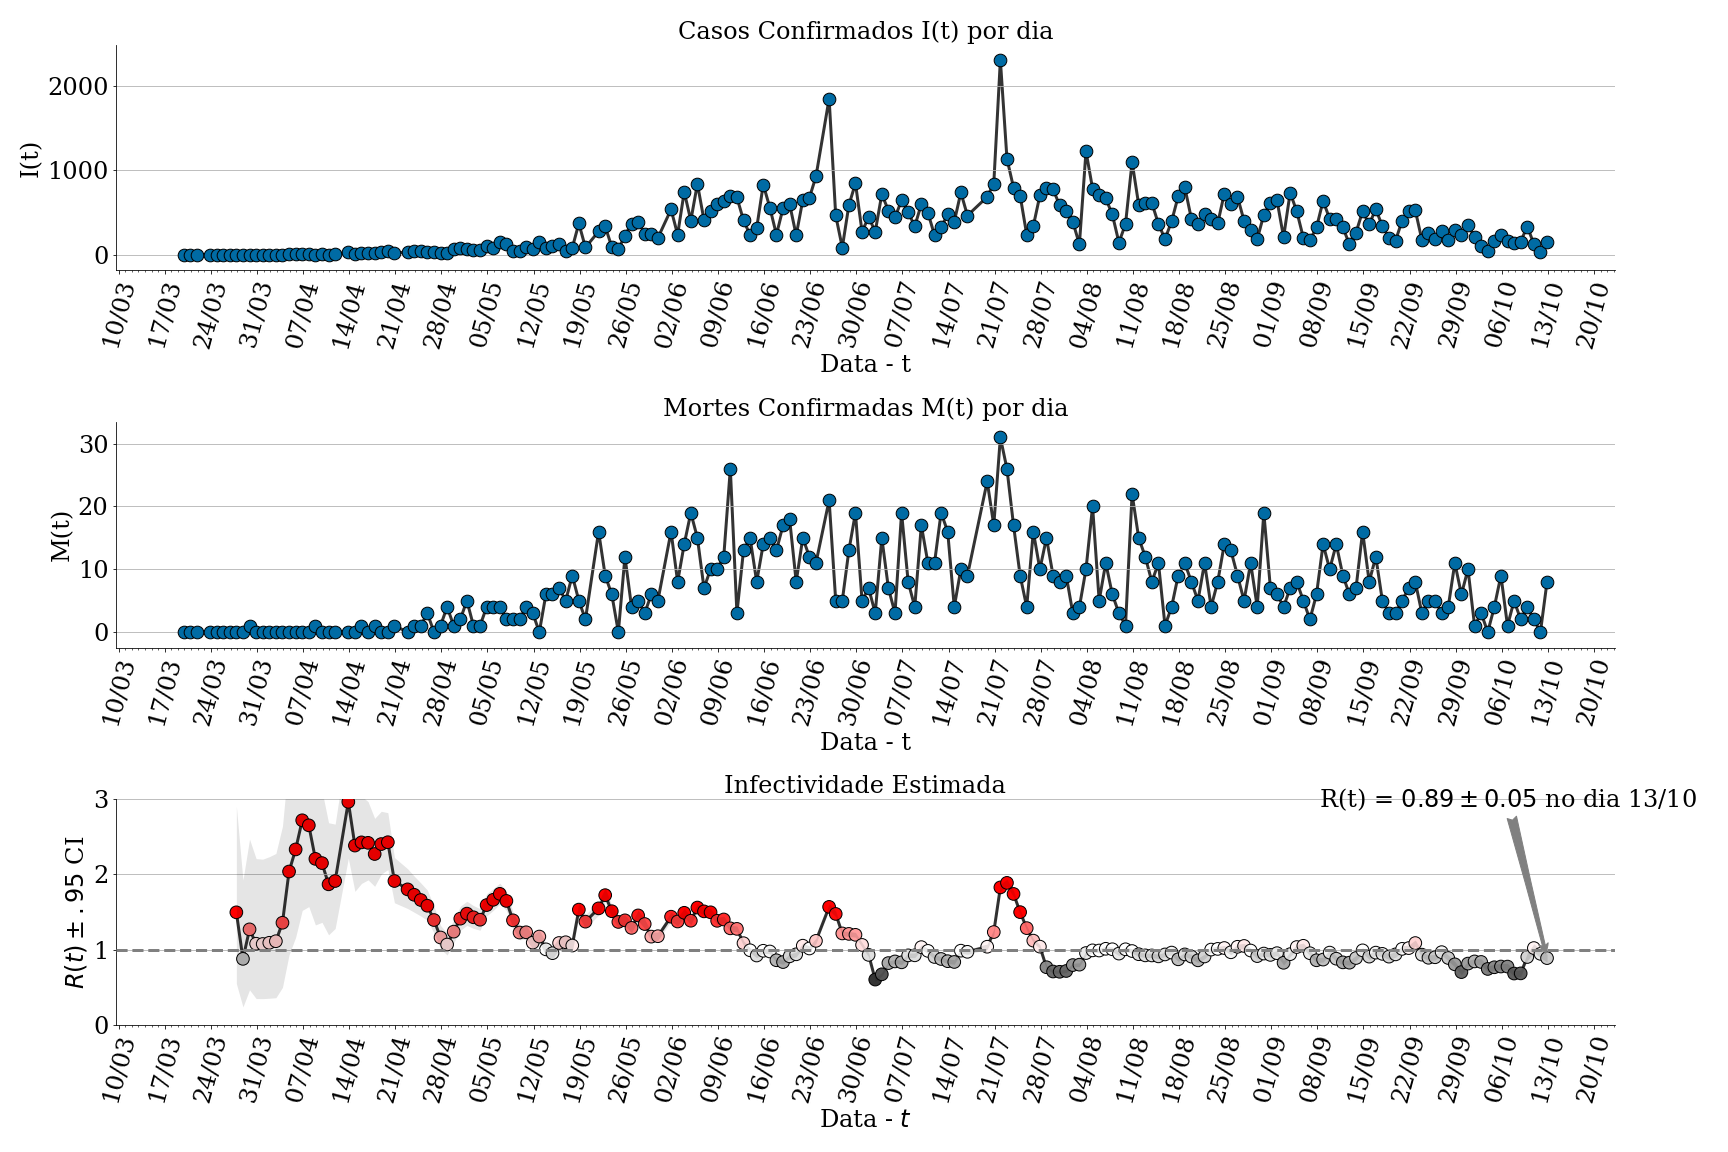 Casos Confirmados I(t) por dia
I(t)
2000
1000
0
10/03 17/03 24/03 31/03 07/04 14/04 21/04 28/04 05/05 12/05 19/05 26/05 02/06 09/06 16/06 23/06 30/06 07/07 14/07 21/07 28/07 04/08 11/08 18/08 25/08 01/09 08/09 15/09 22/09 29/09 06/10 13/10 20/10
Data - t
Mortes Confirmadas M(t) por dia
M(t)
30
20
10
0
10/03 17/03 24/03 31/03 07/04 14/04 21/04 28/04 05/05 12/05 19/05 26/05 02/06 09/06 16/06 23/06 30/06 07/07 14/07 21/07 28/07 04/08 11/08 18/08 25/08 01/09 08/09 15/09 22/09 29/09 06/10 13/10 20/10
Data - t
Infectividade Estimada
R(t) = 0.89 ± 0.05 no dia 13/10
R(t) ± .95 CI
3
2
1
0
10/03 17/03 24/03 31/03 07/04 14/04 21/04 28/04 05/05 12/05 19/05 26/05 02/06 09/06 16/06 23/06 30/06 07/07 14/07 21/07 28/07 04/08 11/08 18/08 25/08 01/09 08/09 15/09 22/09 29/09 06/10 13/10 20/10
Data - t